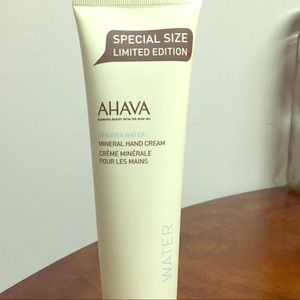 SPECIAL SIZE
LIMITED EDITION
AHAVA
ESSENTIAL BEAUTY FROM THE DEAD SEA
DEADSEA WATER
MINERAL HAND CREAM
CRÈME MINÉRALE
POUR LES MAINS
WATER